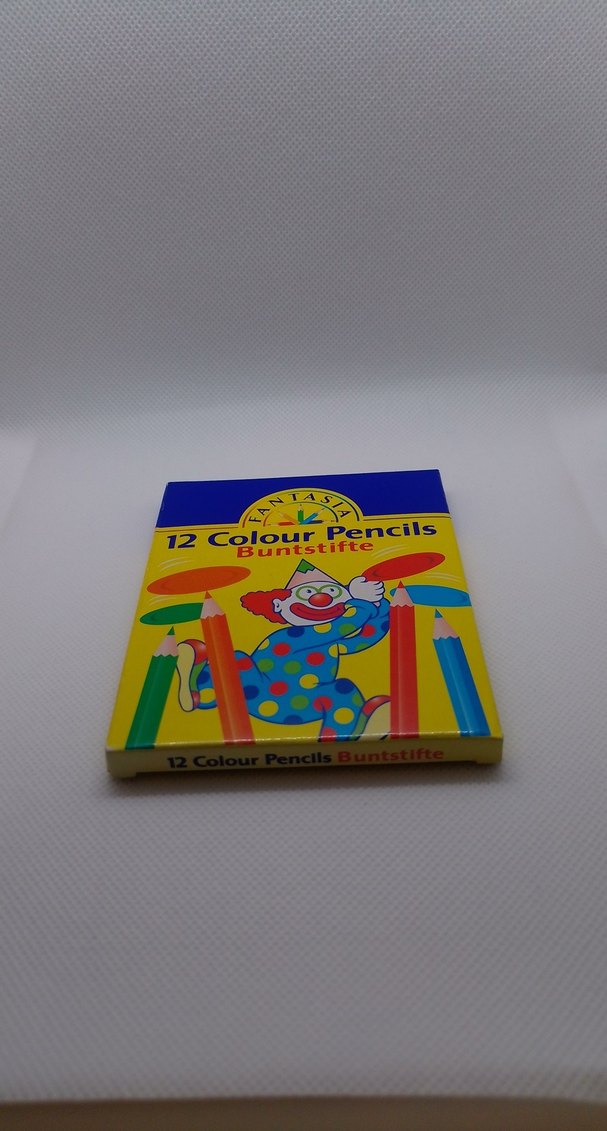 FANTASIA
12 Colour Pencils
Buntstifte
12 Colour Pencils Buntstifte